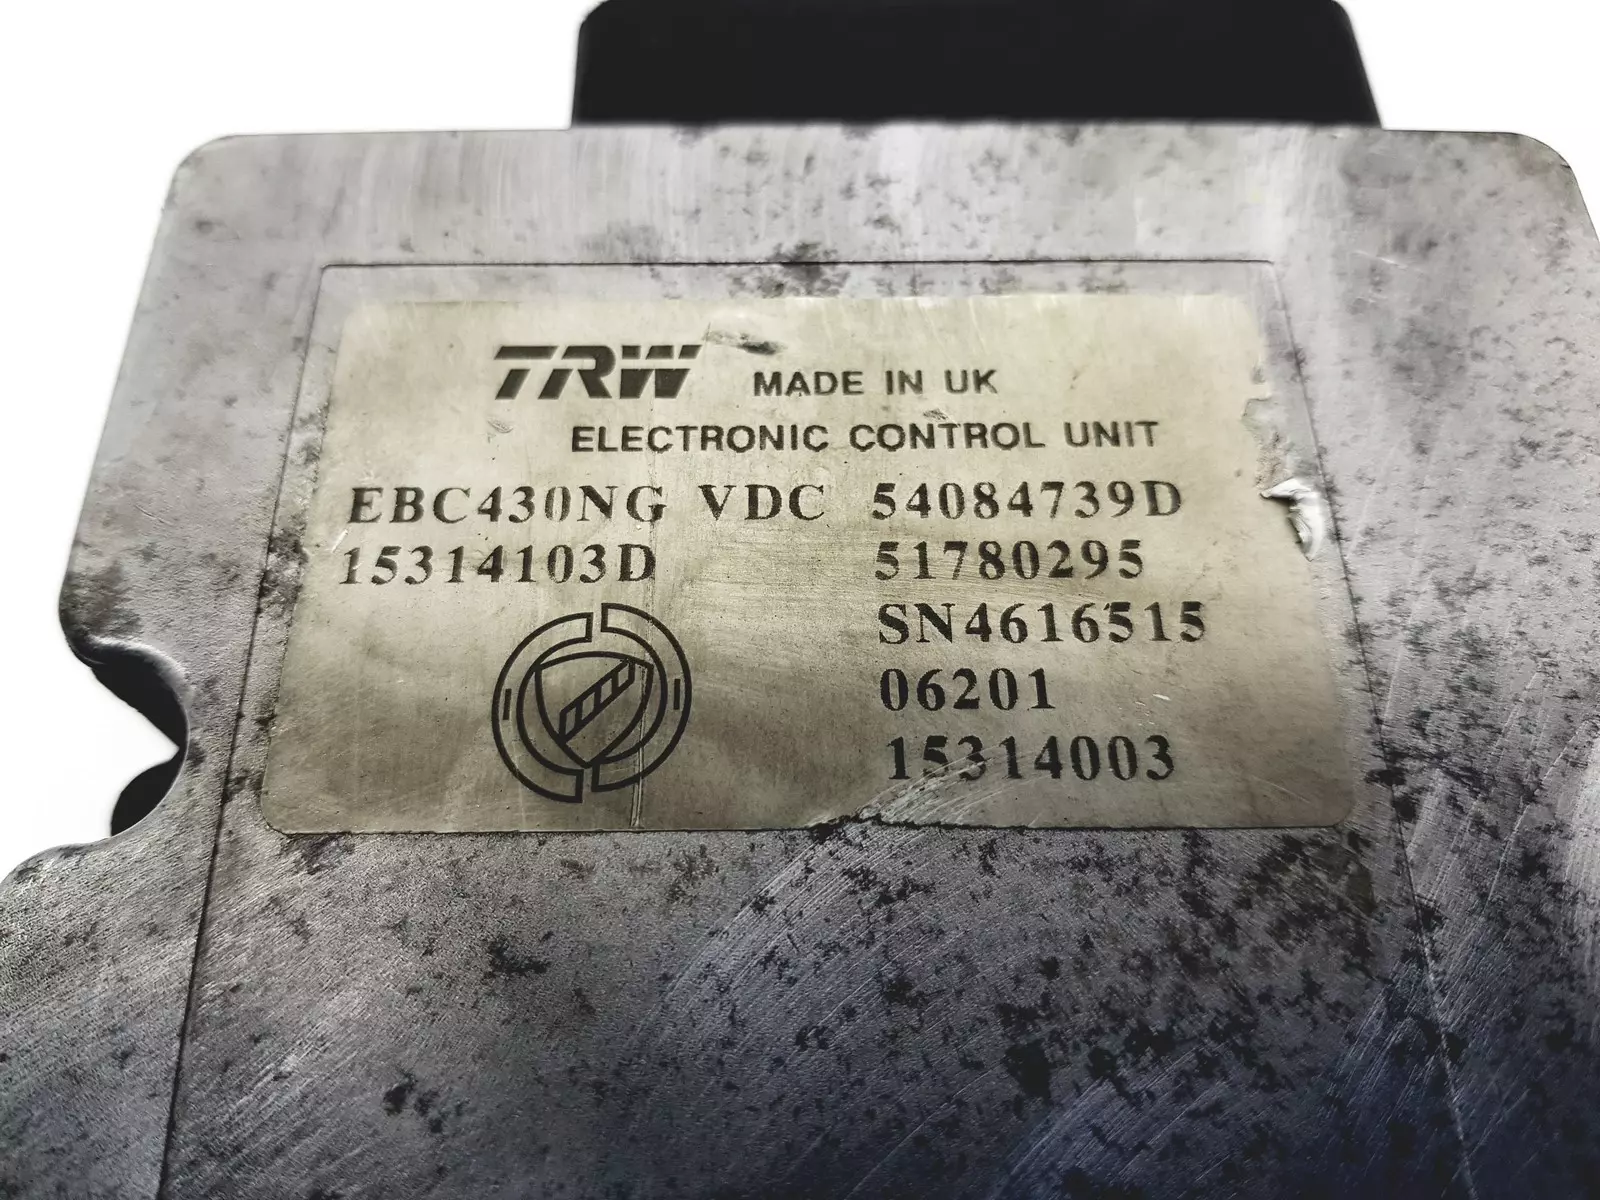 TRW MADE IN UK
ELECTRONIC CONTROL UNIT
EBC430NG VDC 54084739D
15314103D 51780295
SN4616515
06201
15314003